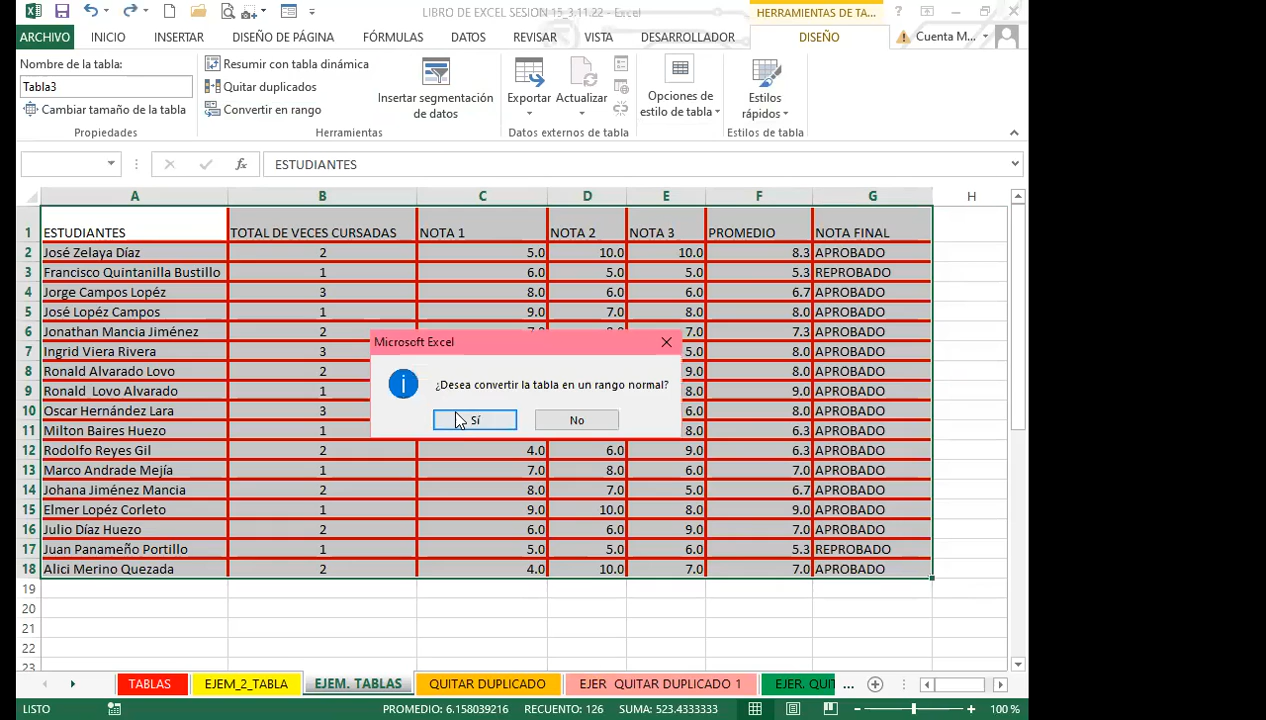 LIBRO DE EXCEL SESION 15_3.11.22 - Excel
HERRAMIENTAS DE TA...
ARCHIVO INICIO INSERTAR DISEÑO DE PÁGINA FÓRMULAS DATOS REVISAR VISTA DESARROLLADOR DISEÑO Cuenta M...
Nombre de la tabla:
Tabla3
Cambiar tamaño de la tabla
Propiedades
Resumir con tabla dinámica
Quitar duplicados
Convertir en rango
Herramientas
Insertar segmentación
de datos
Exportar Actualizar
Datos externos de tabla
Opciones de
estilo de tabla
Estilos
rápidos
Estilos de tabla
fx ESTUDIANTES
A B C D E F G H
1 ESTUDIANTES TOTAL DE VECES CURSADAS NOTA 1 NOTA 2 NOTA 3 PROMEDIO NOTA FINAL
2 José Zelaya Díaz 2 5.0 10.0 10.0 8.3 APROBADO
3 Francisco Quintanilla Bustillo 1 6.0 5.0 5.0 5.3 REPROBADO
4 Jorge Campos Lopéz 3 8.0 6.0 6.0 6.7 APROBADO
5 José Lopéz Campos 1 9.0 7.0 8.0 8.0 APROBADO
6 Jonathan Mancia Jiménez 2 7.0 7.3 APROBADO
7 Ingrid Viera Rivera 3 5.0 8.0 APROBADO
8 Ronald Alvarado Lovo 2 9.0 8.0 APROBADO
9 Ronald Lovo Alvarado 1 8.0 9.0 APROBADO
10 Oscar Hernández Lara 3 6.0 8.0 APROBADO
11 Milton Baires Huezo 1 8.0 6.3 APROBADO
12 Rodolfo Reyes Gil 2 4.0 6.0 9.0 6.3 APROBADO
13 Marco Andrade Mejía 1 7.0 8.0 6.0 7.0 APROBADO
14 Johana Jiménez Mancia 2 8.0 7.0 5.0 6.7 APROBADO
15 Elmer Lopéz Corleto 1 9.0 10.0 8.0 9.0 APROBADO
16 Julio Díaz Huezo 2 6.0 6.0 9.0 7.0 APROBADO
17 Juan Panameño Portillo 1 5.0 5.0 6.0 5.3 REPROBADO
18 Alici Merino Quezada 2 4.0 10.0 7.0 7.0 APROBADO
19
20
21
22
23
Microsoft Excel
¿Desea convertir la tabla en un rango normal?
Sí No
TABLAS EJEM_2_TABLA EJEM. TABLAS QUITAR DUPLICADO EJER QUITAR DUPLICADO 1 EJER. QUIT ...
LISTO PROMEDIO: 6.158039216 RECUENTO: 126 SUMA: 523.4333333 100 %